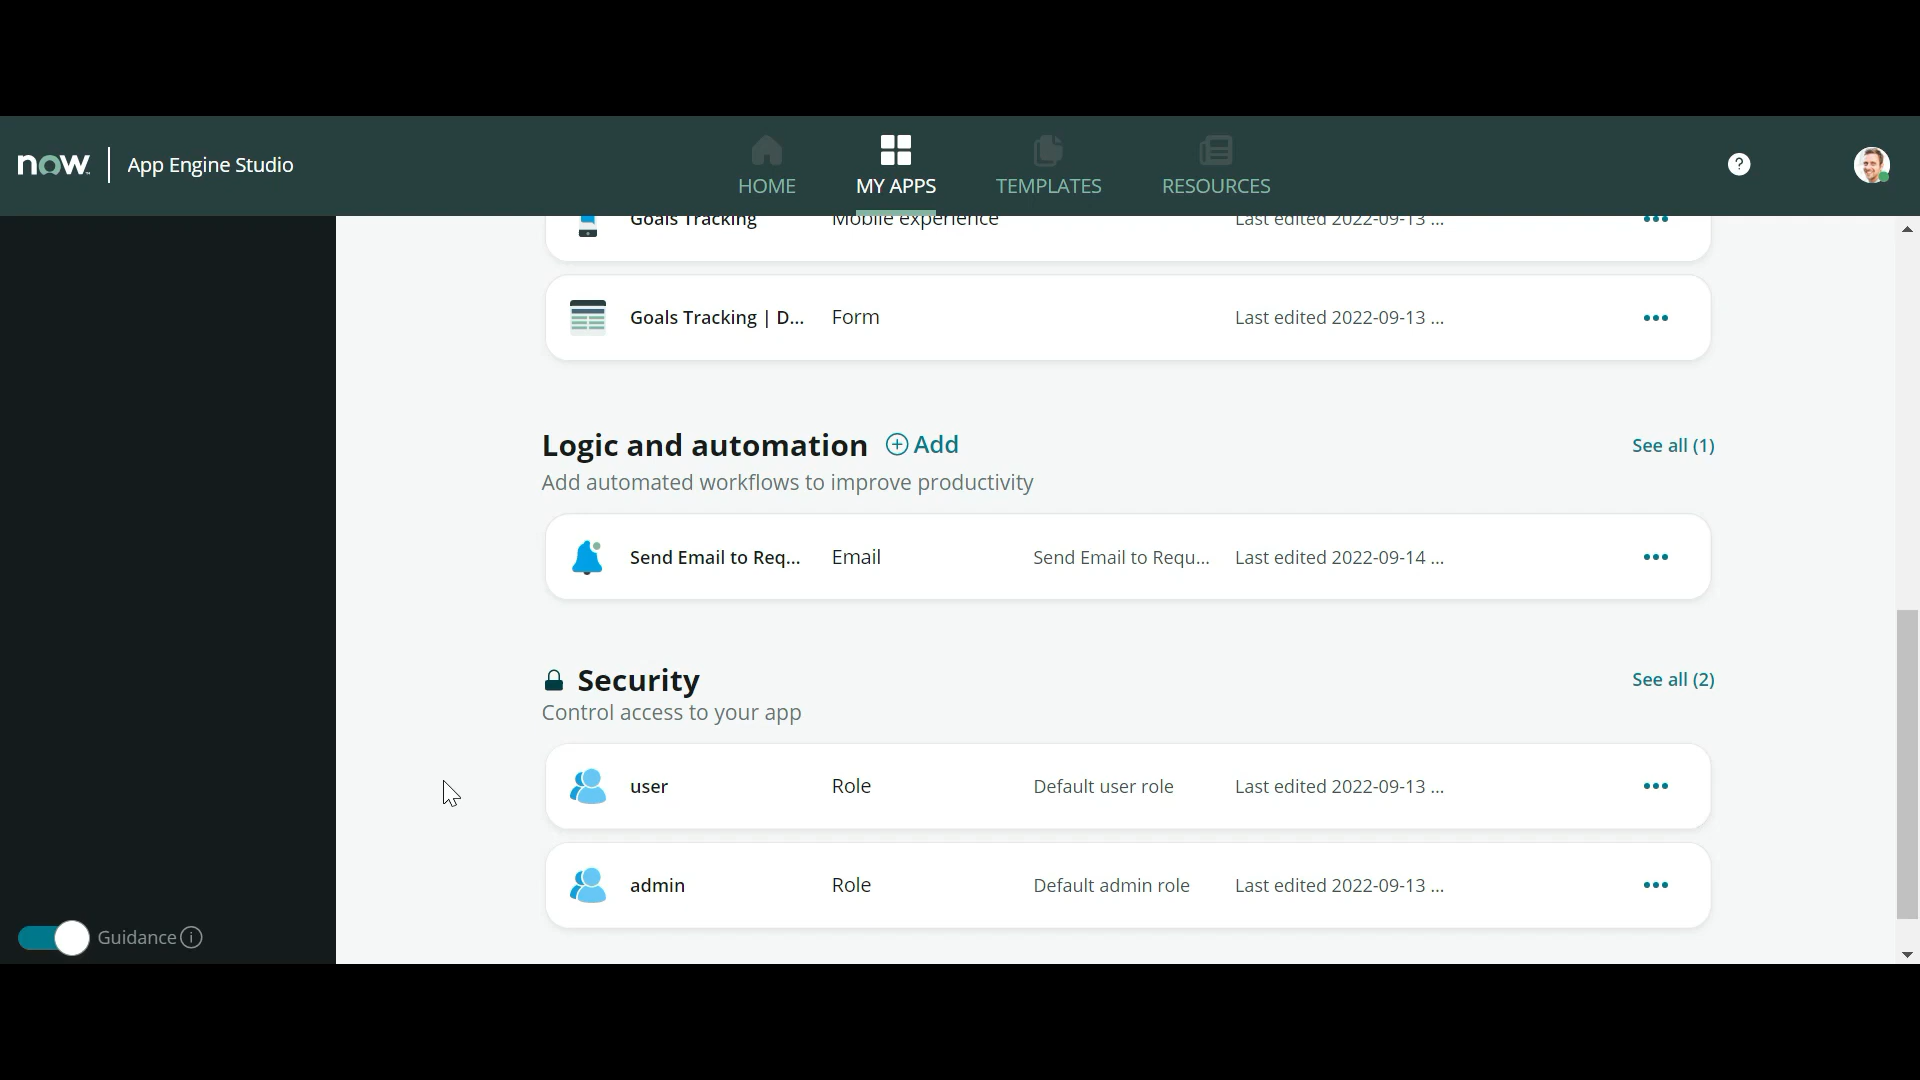 now. App Engine Studio
HOME MY APPS TEMPLATES RESOURCES
?
Goals Tracking Mobile experience Last edited 2022-09-13 ...
Goals Tracking | D... Form Last edited 2022-09-13 ...
Logic and automation + Add See all (1)
Add automated workflows to improve productivity
Send Email to Req... Email Send Email to Requ... Last edited 2022-09-14 ...
Security See all (2)
Control access to your app
user Role Default user role Last edited 2022-09-13 ...
admin Role Default admin role Last edited 2022-09-13 ...
Guidance i